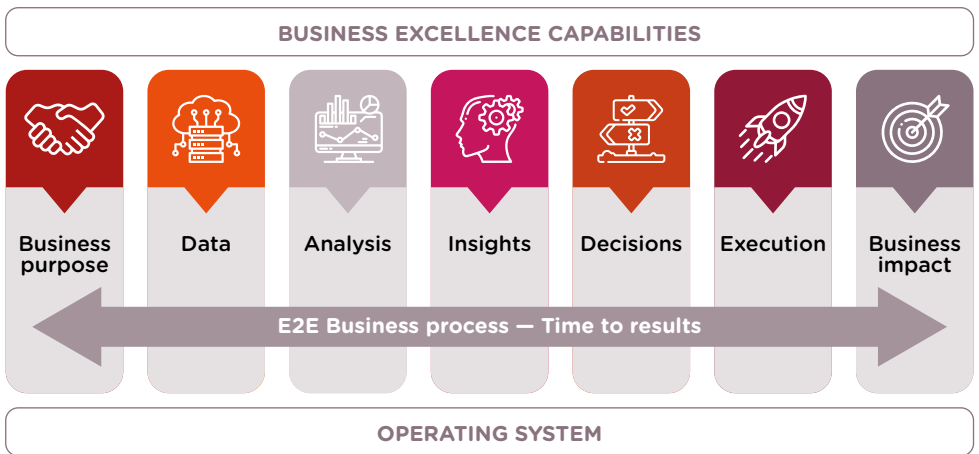 BUSINESS EXCELLENCE CAPABILITIES
Business
purpose
Data
Analysis
Insights
Decisions
Execution
Business
impact
E2E Business process — Time to results
OPERATING SYSTEM